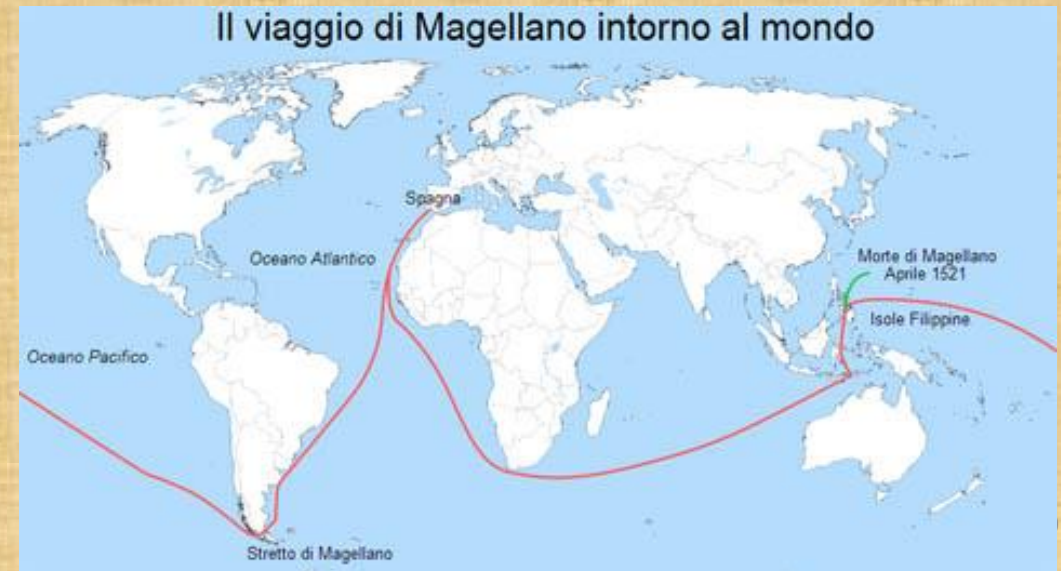 Il viaggio di Magellano intorno al mondo
Spagna
Oceano Atlantico
Morte di Magellano
Aprile 1521
Isole Filippine
Oceano Pacifico
Stretto di Magellano